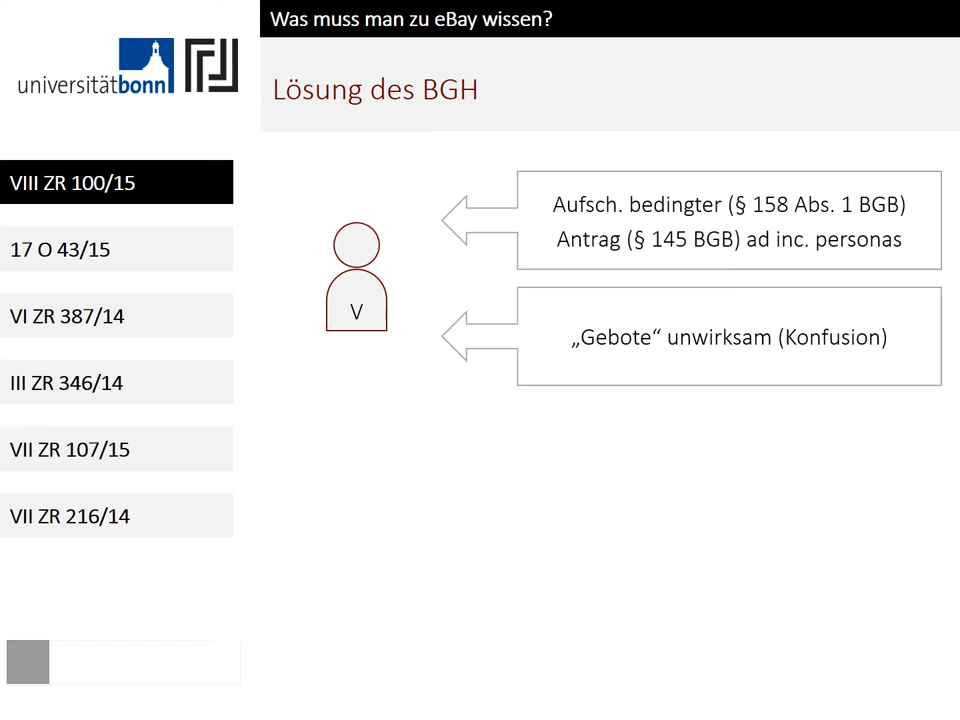 Was muss man zu eBay wissen?
universitätbonn
Lösung des BGH
VIII ZR 100/15
17 O 43/15
VI ZR 387/14
III ZR 346/14
VII ZR 107/15
VII ZR 216/14
V
Aufsch. bedingter (§ 158 Abs. 1 BGB)
Antrag (§ 145 BGB) ad inc. personas
„Gebote“ unwirksam (Konfusion)